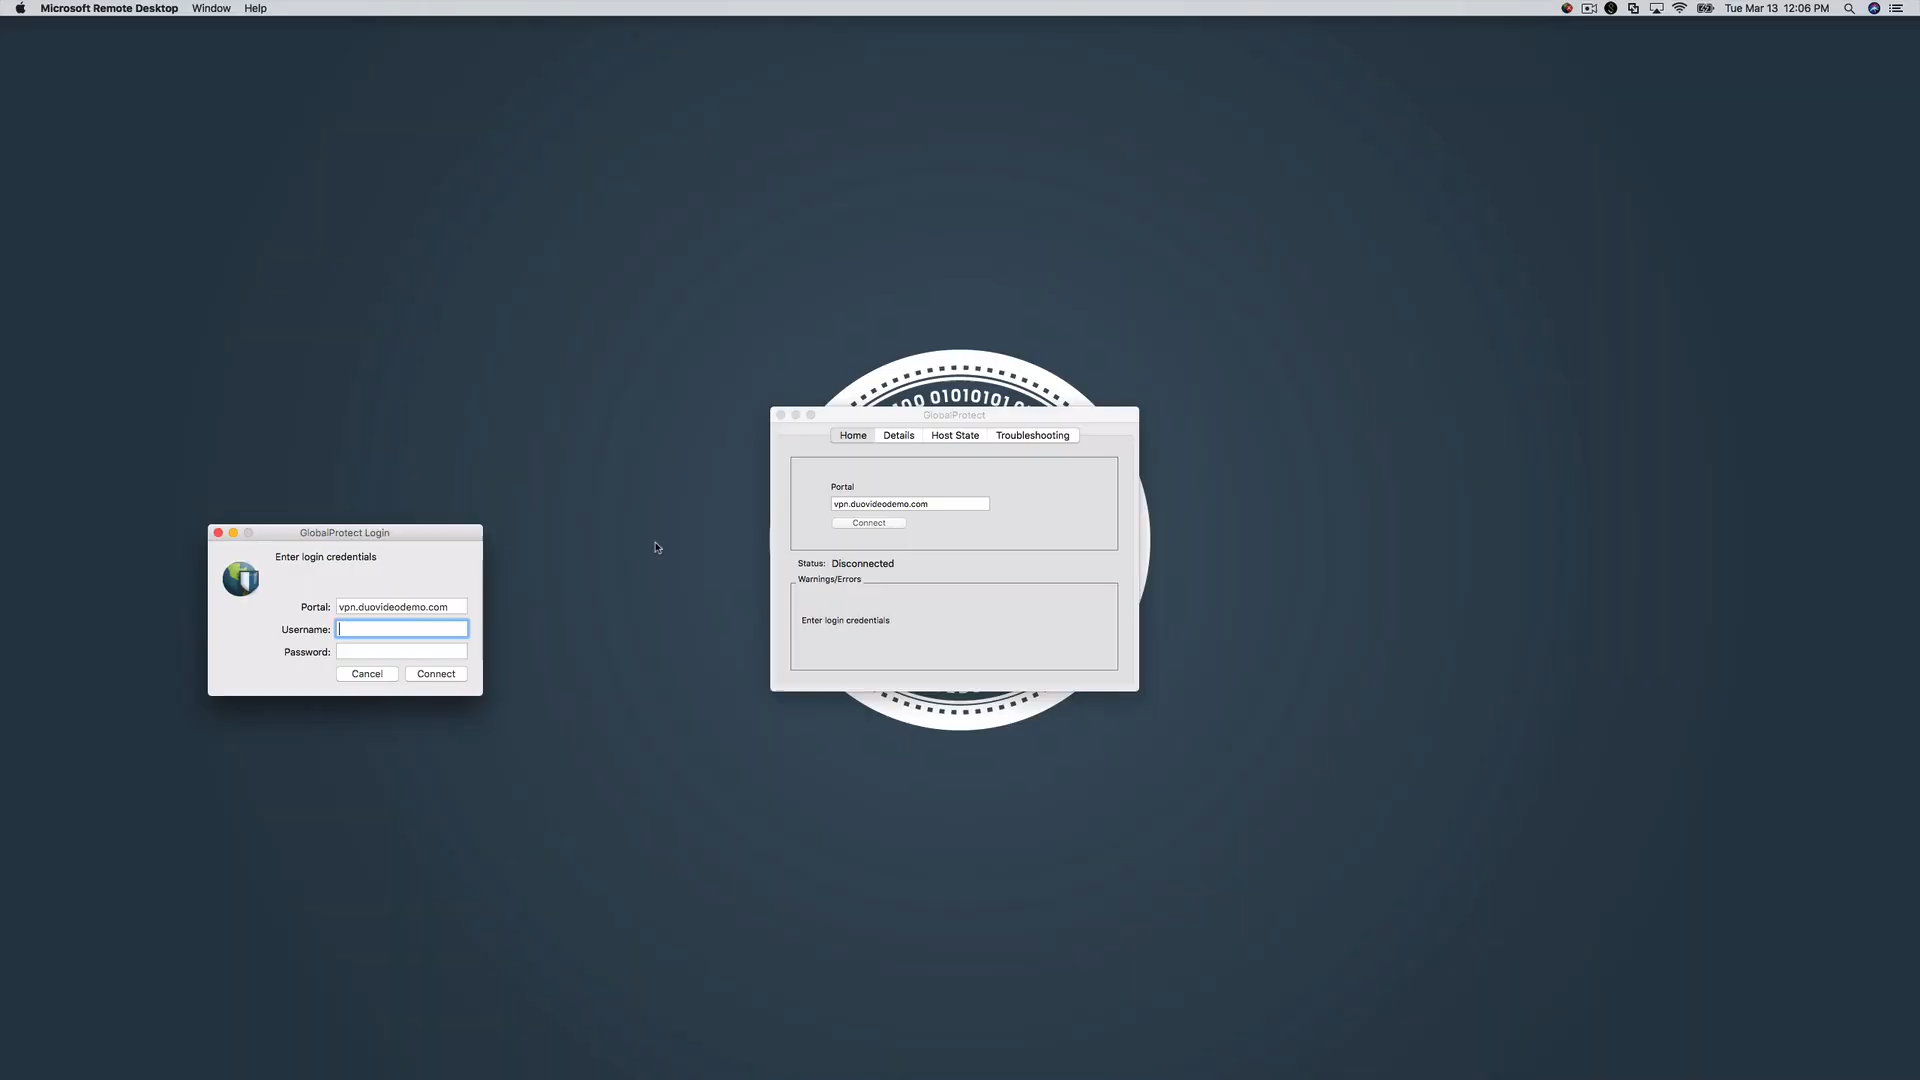 Microsoft Remote Desktop Window Help
Tue Mar 13 12:06 PM
01010101
GlobalProtect
Home Details Host State Troubleshooting
Portal
vpn.duovideodemo.com
Connect
Status: Disconnected
Warnings/Errors
Enter login credentials
GlobalProtect Login
Enter login credentials
Portal: vpn.duovideodemo.com
Username:
Password:
Cancel Connect